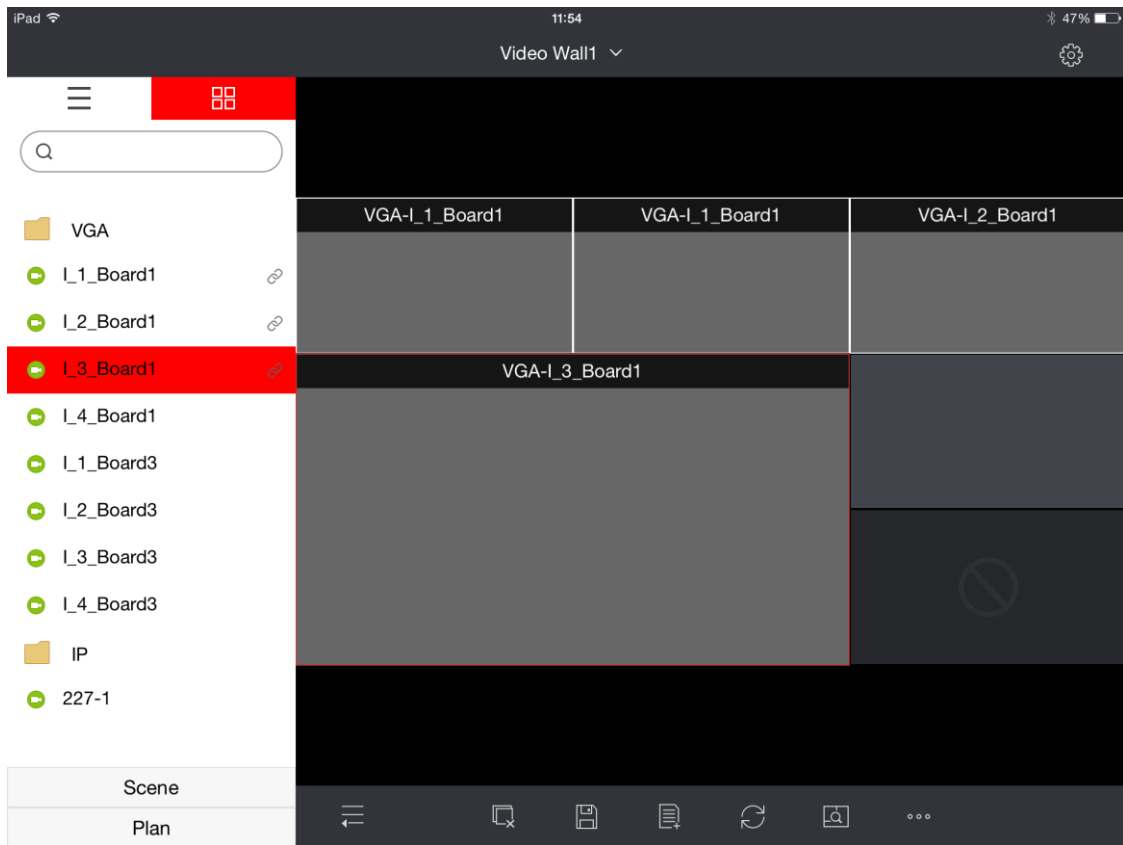 iPad 11:54 47%
Video Wall1
VGA
I_1_Board1
I_2_Board1
I_3_Board1
I_4_Board1
I_1_Board3
I_2_Board3
I_3_Board3
I_4_Board3
IP
227-1
Scene
Plan
VGA-I_1_Board1
VGA-I_1_Board1
VGA-I_2_Board1
VGA-I_3_Board1